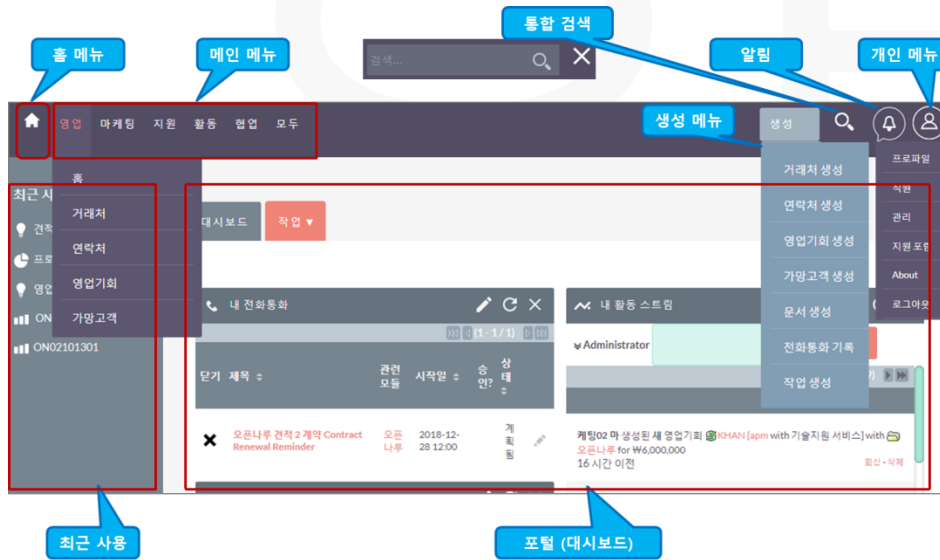 통합 검색
홈 메뉴
메인 메뉴
알림
개인 메뉴
검색...
영업 마케팅 지원 활동 협업 모두
생성 메뉴
생성
홈
거래처
연락처
영업기회
가망고객
거래처 생성
연락처 생성
영업기회 생성
가망고객 생성
문서 생성
전화통화 기록
작업 생성
프로파일
직원
관리
지원 포럼
About
로그아웃
최근 사
견적
프로
영업
ON
ON02101301
대시보드
작업 ▼
내 전화통화
(1 - 1 / 1)
닫기 제목 관련 모듈 시작일 승인? 상태
오픈나루 견적 2 계약 Contract
Renewal Reminder
오픈
나루
2018-12-
28 12:00
계
획
됨
내 활동 스트림
Administrator
케팅02 마 생성된 새 영업기회 KHAN [apm with 기술지원 서비스] with
오픈나루 for ₩6,000,000
16 시간 이전
회신 - 삭제
최근 사용
포털 (대시보드)